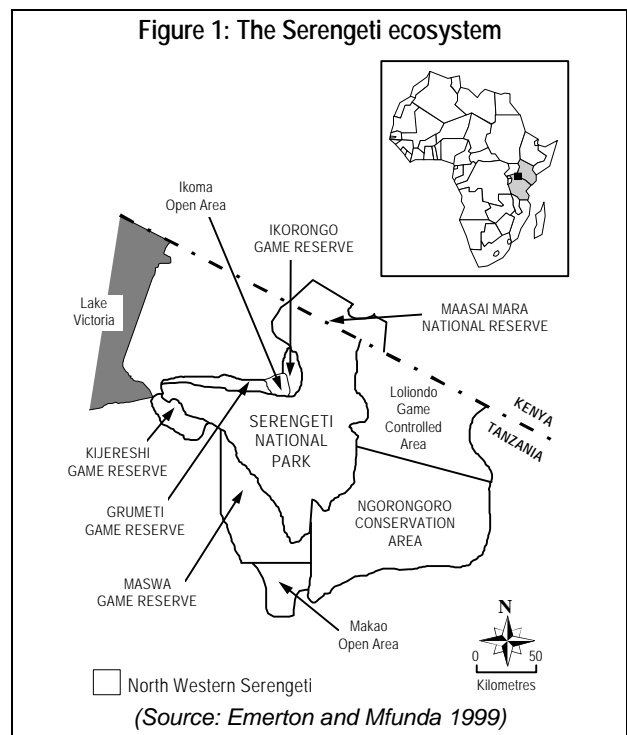 Figure 1: The Serengeti ecosystem
Ikoma
Open Area
IKORONGO
GAME RESERVE
Lake
Victoria
MAASAI MARA
NATIONAL RESERVE
Loliondo
Game
Controlled
Area
KENYA
TANZANIA
SERENGETI
NATIONAL
PARK
KIJERESHI
GAME RESERVE
GRUMETI
GAME RESERVE
NGORONGORO
CONSERVATION
AREA
MASWA
GAME RESERVE
Makao
Open Area
N
0 50
Kilometres
North Western Serengeti
(Source: Emerton and Mfunda 1999)